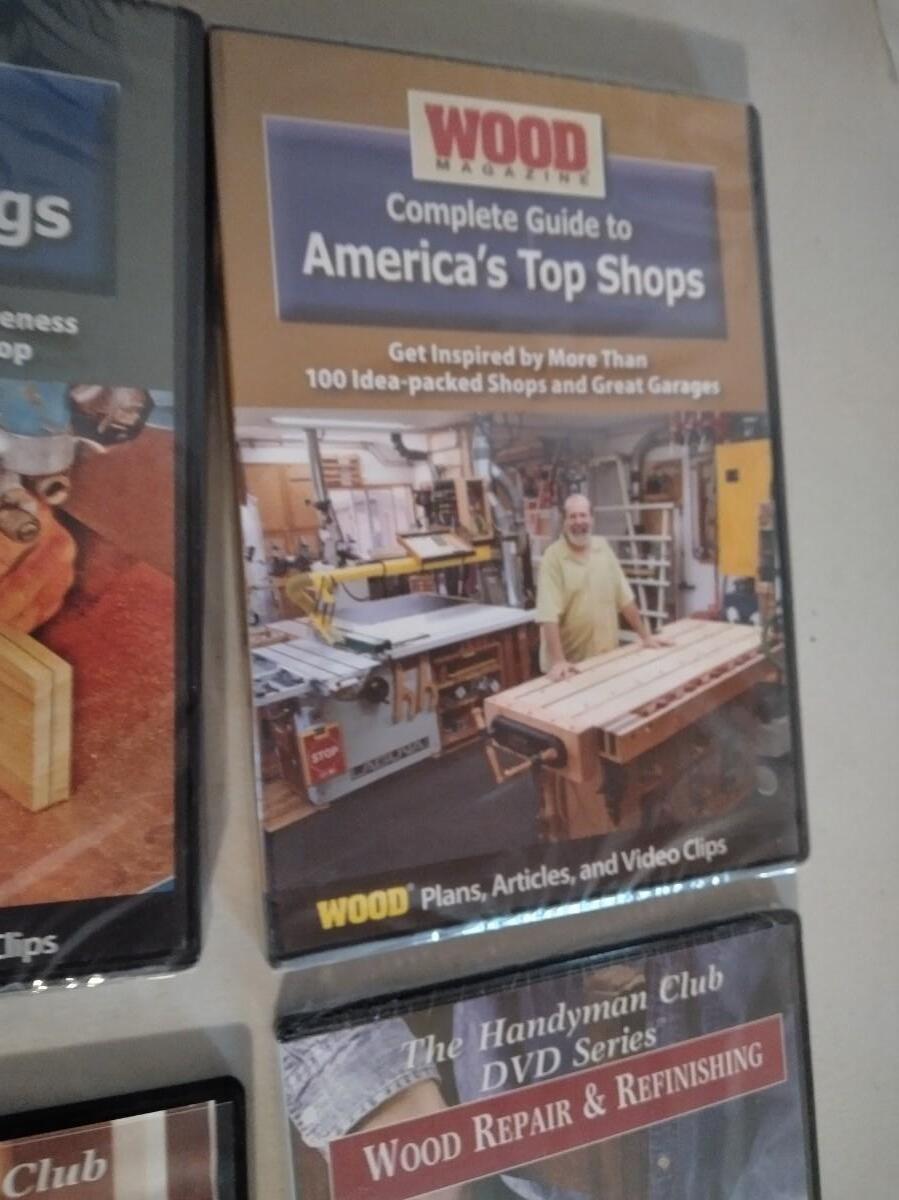 WOOD
MAGAZINE
Complete Guide to
America's Top Shops
Get Inspired by More Than
100 Idea-packed Shops and Great Garages
STOP
LAGUNA
WOOD® Plans, Articles, and Video Clips
gs
eness
op
Clips
The Handyman Club
DVD Series
WOOD REPAIR & REFINISHING
Club